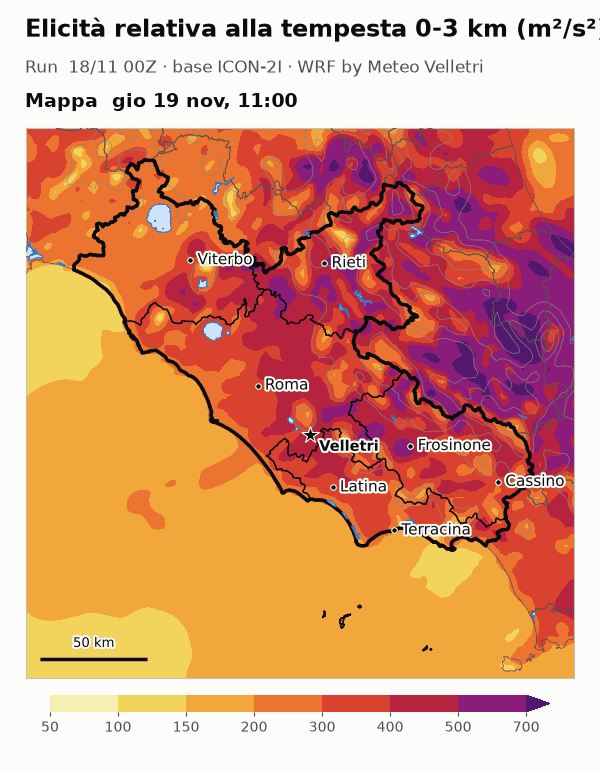 Elicità relativa alla tempesta 0-3 km (m²/s²)
Run 18/11 00Z · base ICON-2I · WRF by Meteo Velletri
Mappa gio 19 nov, 11:00
Viterbo
Rieti
Roma
Velletri
Frosinone
Cassino
Latina
Terracina
50 km
50 100 150 200 300 400 500 700